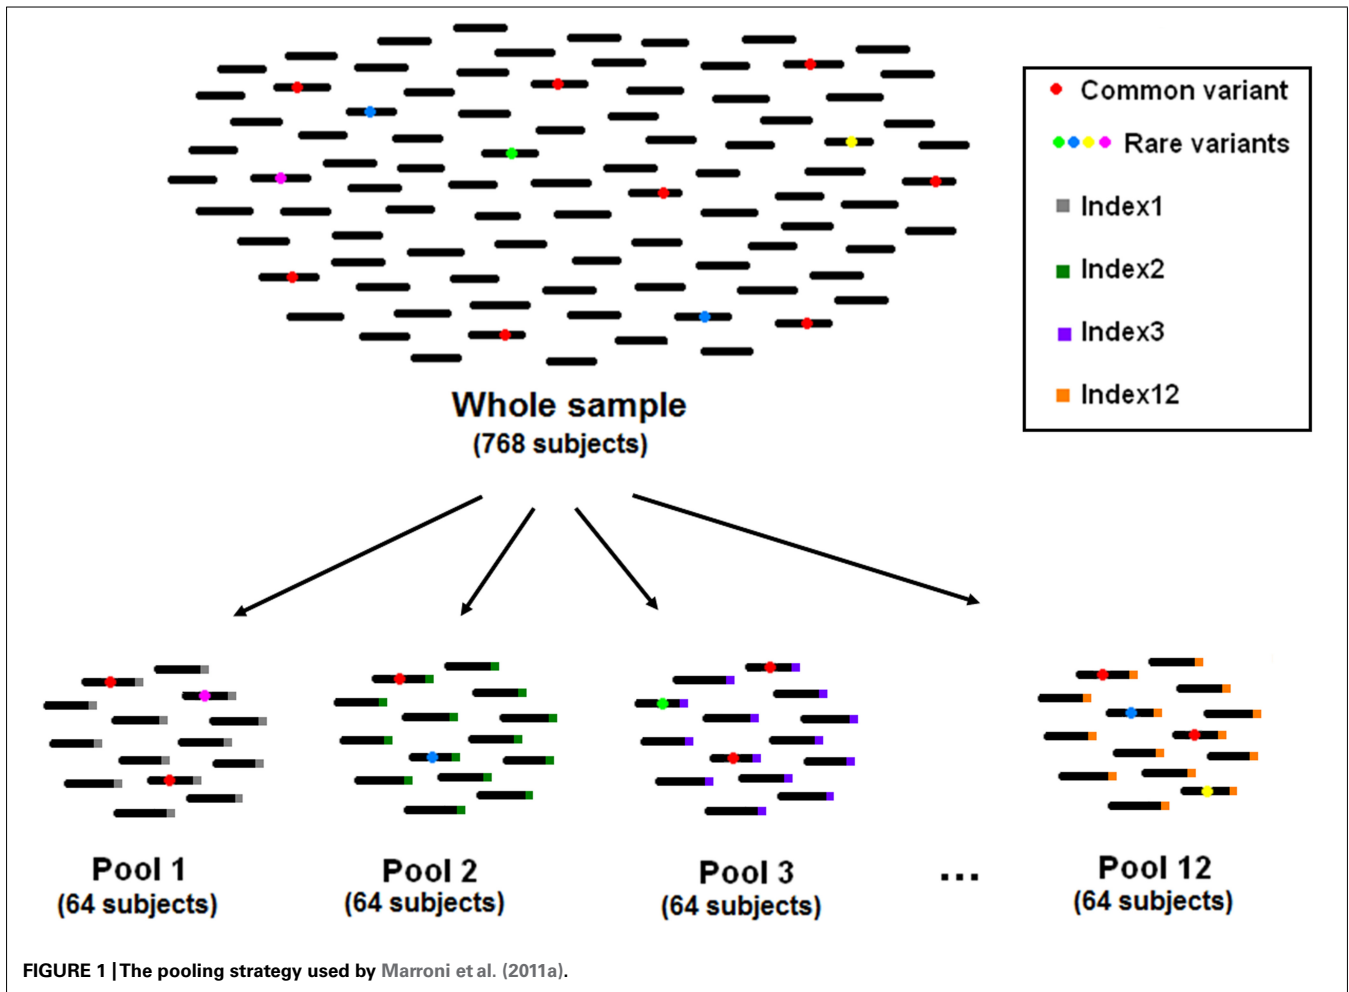 Common variant
Rare variants
Index1
Index2
Index3
Index12
Whole sample
(768 subjects)
Pool 1
(64 subjects)
Pool 2
(64 subjects)
Pool 3
(64 subjects)
...
Pool 12
(64 subjects)
FIGURE 1 | The pooling strategy used by Marroni et al. (2011a).